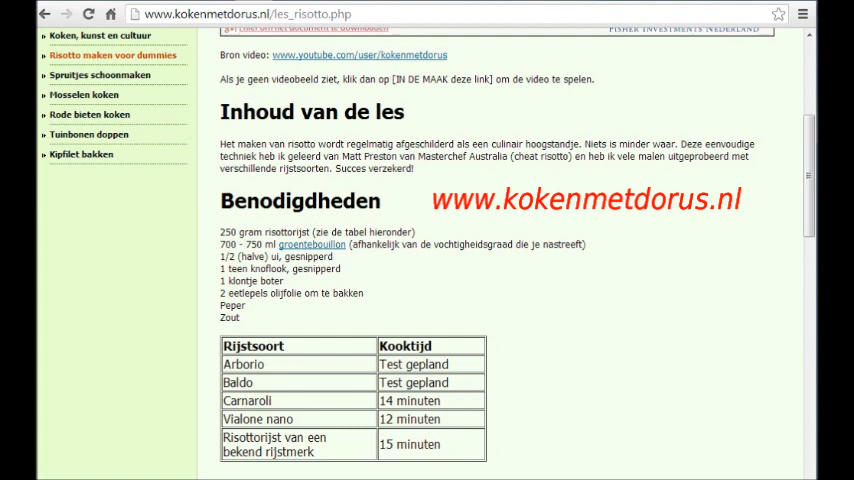 www.kokenmetdorus.nl/les_risotto.php
Koken, kunst en cultuur
Risotto maken voor dummies
Spruitjes schoonmaken
Mosselen koken
Rode bieten koken
Tuinbonen doppen
Kipfilet bakken
FISHER INVESTMENTS NEDERLAND
Bron video: www.youtube.com/user/kokenmetdorus
Als je geen videobeeld ziet, klik dan op [IN DE MAAK deze link] om de video te spelen.
Inhoud van de les
Het maken van risotto wordt regelmatig afgeschilderd als een culinair hoogstandje. Niets is minder waar. Deze eenvoudige
techniek heb ik geleerd van Matt Preston van Masterchef Australia (cheat risotto) en heb ik vele malen uitgeprobeerd met
verschillende rijstsoorten. Succes verzekerd!
Benodigdheden
www.kokenmetdorus.nl
250 gram risottorijst (zie de tabel hieronder)
700 - 750 ml groentebouillon (afhankelijk van de vochtigheidsgraad die je nastreeft)
1/2 (halve) ui, gesnipperd
1 teen knoflook, gesnipperd
1 klontje boter
2 eetlepels olijfolie om te bakken
Peper
Zout
Rijstsoort Kooktijd
Arborio Test gepland
Baldo Test gepland
Carnaroli 14 minuten
Vialone nano 12 minuten
Risottorijst van een
bekend rijstmerk 15 minuten